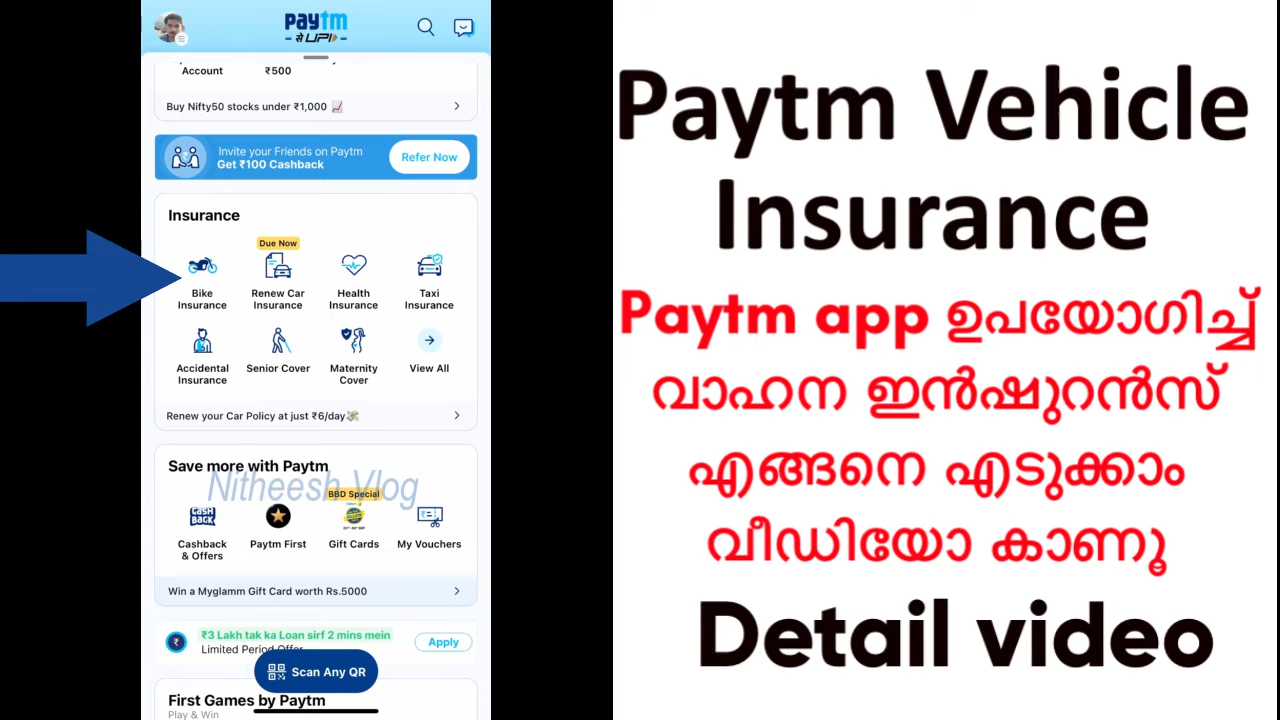 paytm
से UPI
Account ₹500
Buy Nifty50 stocks under ₹1,000
Invite your Friends on Paytm
Get ₹100 Cashback
Refer Now
Insurance
Due Now
Bike Insurance
Renew Car Insurance
Health Insurance
Taxi Insurance
Accidental Insurance
Senior Cover
Maternity Cover
View All
Renew your Car Policy at just ₹6/day
Save more with Paytm
Nitheesh Vlog
BBD Special
CASH BACK
Cashback & Offers
Paytm First
Gift Cards
My Vouchers
Win a Myglamm Gift Card worth Rs.5000
₹3 Lakh tak ka Loan sirf 2 mins mein
Limited Period Offer
Apply
Scan Any QR
First Games by Paytm
Play & Win
Paytm Vehicle
Insurance
Paytm app ഉപയോഗിച്ച്
വാഹന ഇൻഷുറൻസ്
എങ്ങനെ എടുക്കാം
വീഡിയോ കാണൂ
Detail video